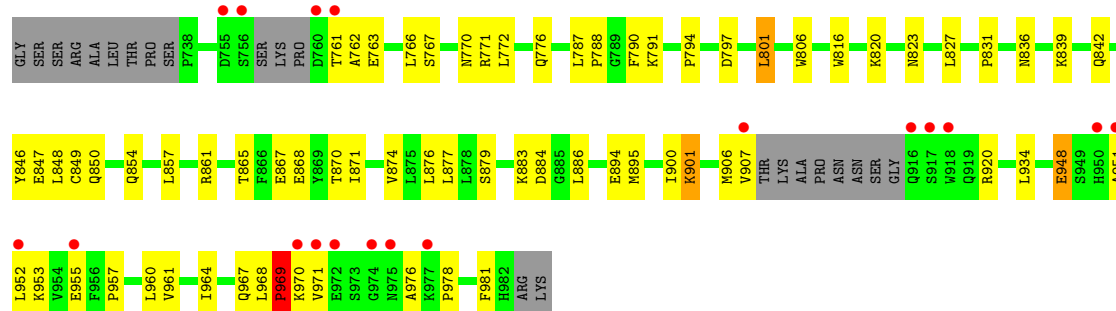 GLY SER SER ARG ALA LEU THR PRO SER P738 D755 S756 SER LYS PRO D760 T761 A762 E763 L766 S767 N770 R771 L772 Q776 L787 P788 G789 F790 K791 P794 D797 L801 W806 W816 K820 N823 L827 P831 N836 K839 Q842
Y846 E847 L848 C849 Q850 Q854 L857 R861 T865 F866 E867 E868 Y869 T870 I871 V874 L875 L876 L877 L878 S879 K883 D884 G885 L886 E894 M895 I900 K901 M906 V907 THR LYS ALA PRO ASN ASN SER GLY Q916 S917 W918 Q919 R920 L934 E948 S949 H950
L952 K953 V954 E955 F956 P957 L960 V961 I964 Q967 L968 P969 K970 V971 E972 S973 G974 N975 A976 K977 P978 F981 H982 ARG LYS